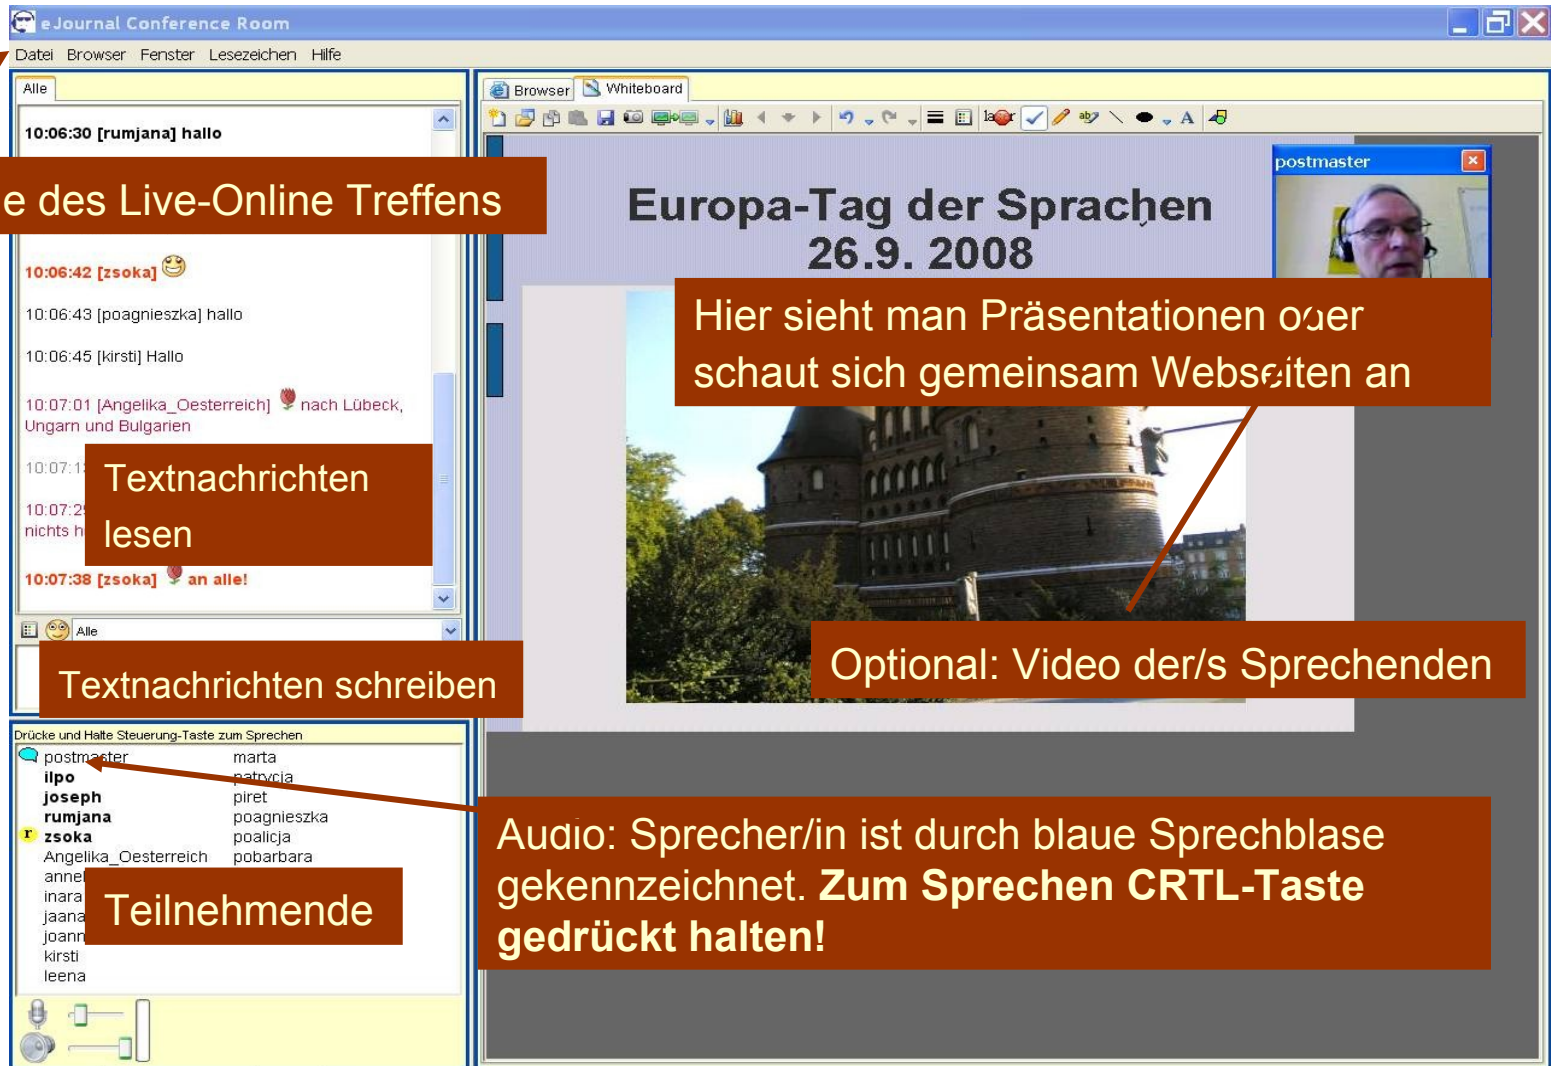 eJournal Conference Room
Datei Browser Fenster Lesezeichen Hilfe
Alle
10:06:30 [rumjana] hallo
e des Live-Online Treffens
10:06:42 [zsoka]
10:06:43 [poagnieszka] hallo
10:06:45 [kirsti] Hallo
10:07:01 [Angelika_Oesterreich] nach Lübeck,
Ungarn und Bulgarien
Textnachrichten
lesen
nichts
10:07:38 [zsoka] an alle!
Alle
Textnachrichten schreiben
Drücke und Halte Steuerung-Taste zum Sprechen
postmaster marta
ilpo patrycja
joseph piret
rumjana poagnieszka
r zsoka poalicja
Angelika_Oesterreich pobarbara
inara
jaana
Teilnehmende
kirsti
leena
Browser Whiteboard
Europa-Tag der Sprachen
26.9. 2008
postmaster
Hier sieht man Präsentationen oder
schaut sich gemeinsam Webseiten an
Optional: Video der/s Sprechenden
Audio: Sprecher/in ist durch blaue Sprechblase
gekennzeichnet. Zum Sprechen CRTL-Taste
gedrückt halten!